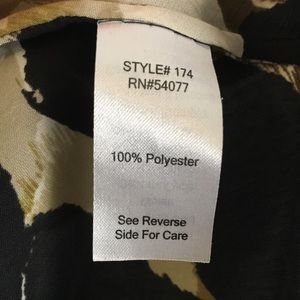 STYLE# 174
RN#54077
100% Polyester
See Reverse
Side For Care